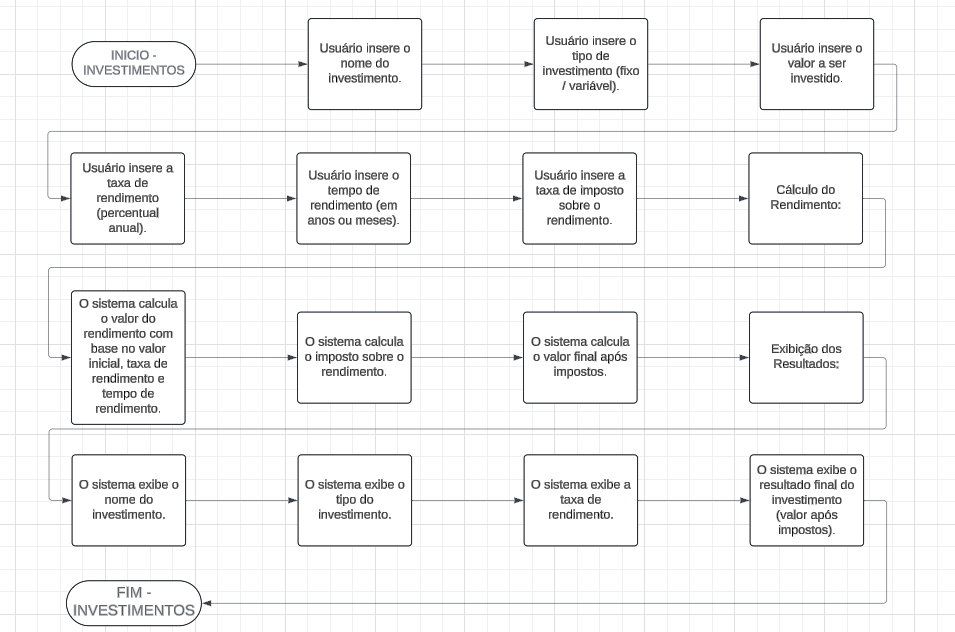 INICIO -
INVESTIMENTOS
Usuário insere o
nome do
investimento.
Usuário insere o
tipo de
investimento (fixo
/ variável).
Usuário insere o
valor a ser
investido.
Usuário insere a
taxa de
rendimento
(percentual
anual).
Usuário insere o
tempo de
rendimento (em
anos ou meses).
Usuário insere a
taxa de imposto
sobre o
rendimento.
Cálculo do
Rendimento:
O sistema calcula
o valor do
rendimento com
base no valor
inicial, taxa de
rendimento e
tempo de
rendimento.
O sistema calcula
o imposto sobre o
rendimento.
O sistema calcula
o valor final após
impostos.
Exibição dos
Resultados;
O sistema exibe o
nome do
investimento.
O sistema exibe o
tipo do
investimento.
O sistema exibe a
taxa de
rendimento.
O sistema exibe o
resultado final do
investimento
(valor após
impostos).
FIM -
INVESTIMENTOS